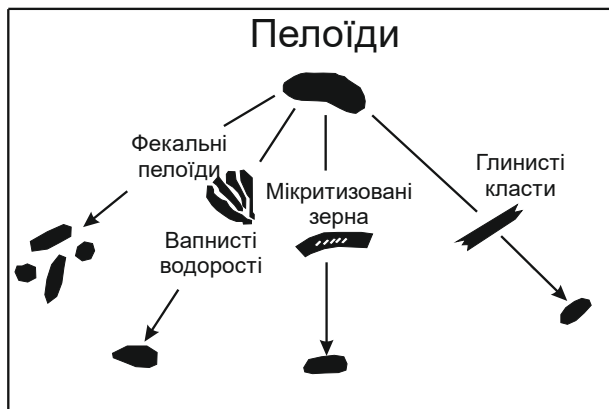 Пелоїди
Фекальні
пелоїди
Вапнисті
водорості
Мікритизовані
зерна
Глинисті
класти